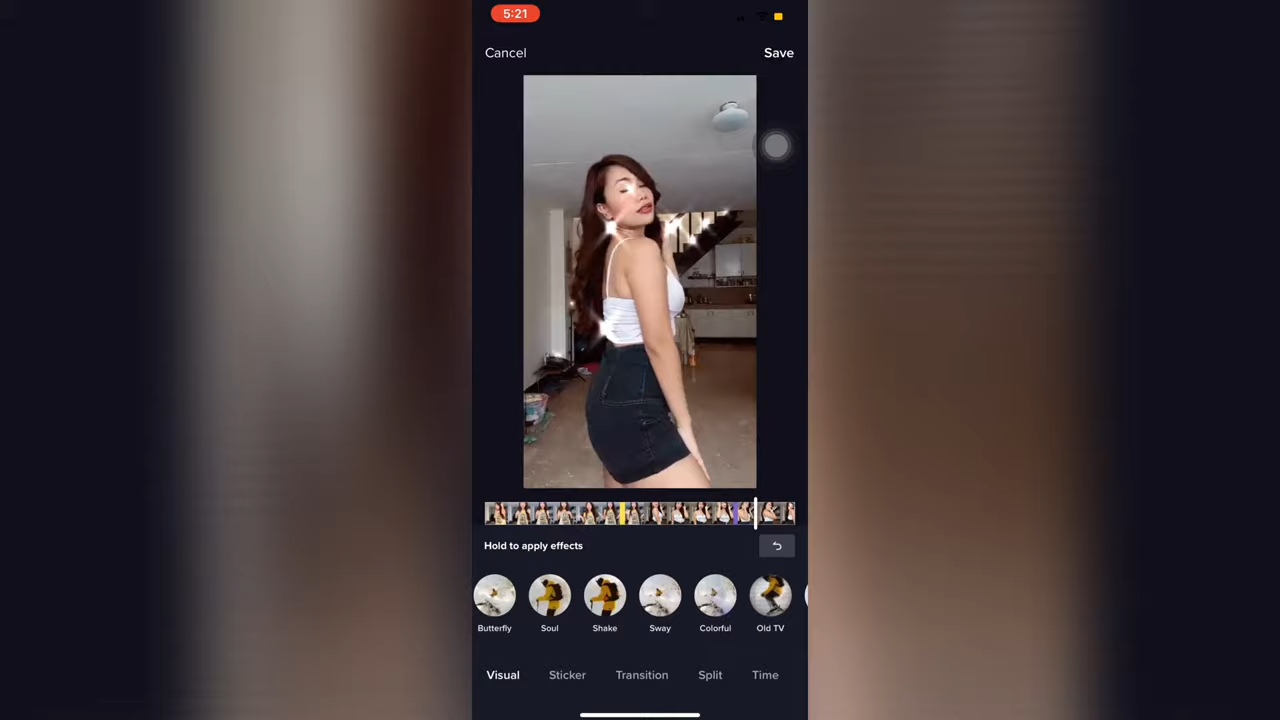 5:21
Cancel
Save
Hold to apply effects
Butterfly
Soul
Shake
Sway
Colorful
Old TV
Visual
Sticker
Transition
Split
Time